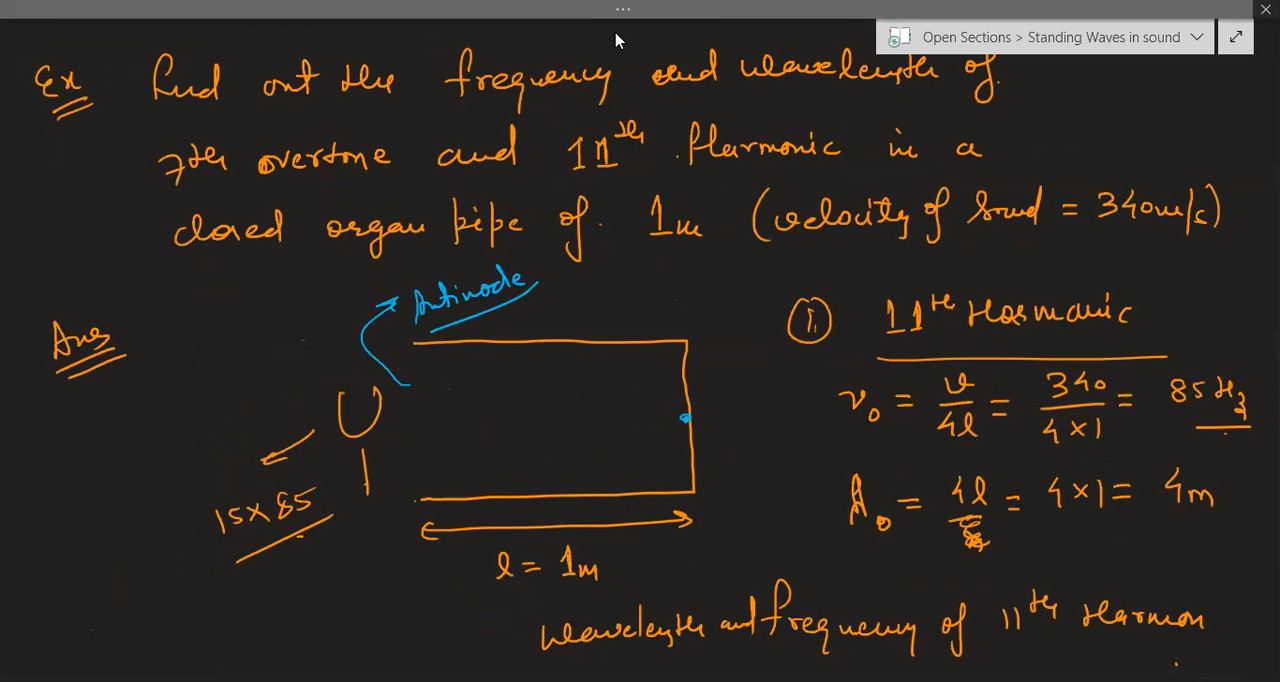 Open Sections > Standing Waves in sound
Ex Find out the frequency and wavelength of
7th overtone and 11th Harmonic in a
closed organ pipe of 1m (velocity of sound = 340m/s)
Antinode
Ans
① 11th Harmonic
ν₀ = v/4l = 340/4×1 = 85Hz
15×85
λ₀ = 4l = 4×1 = 4m
l = 1m
wavelength and frequency of 11th Harmon